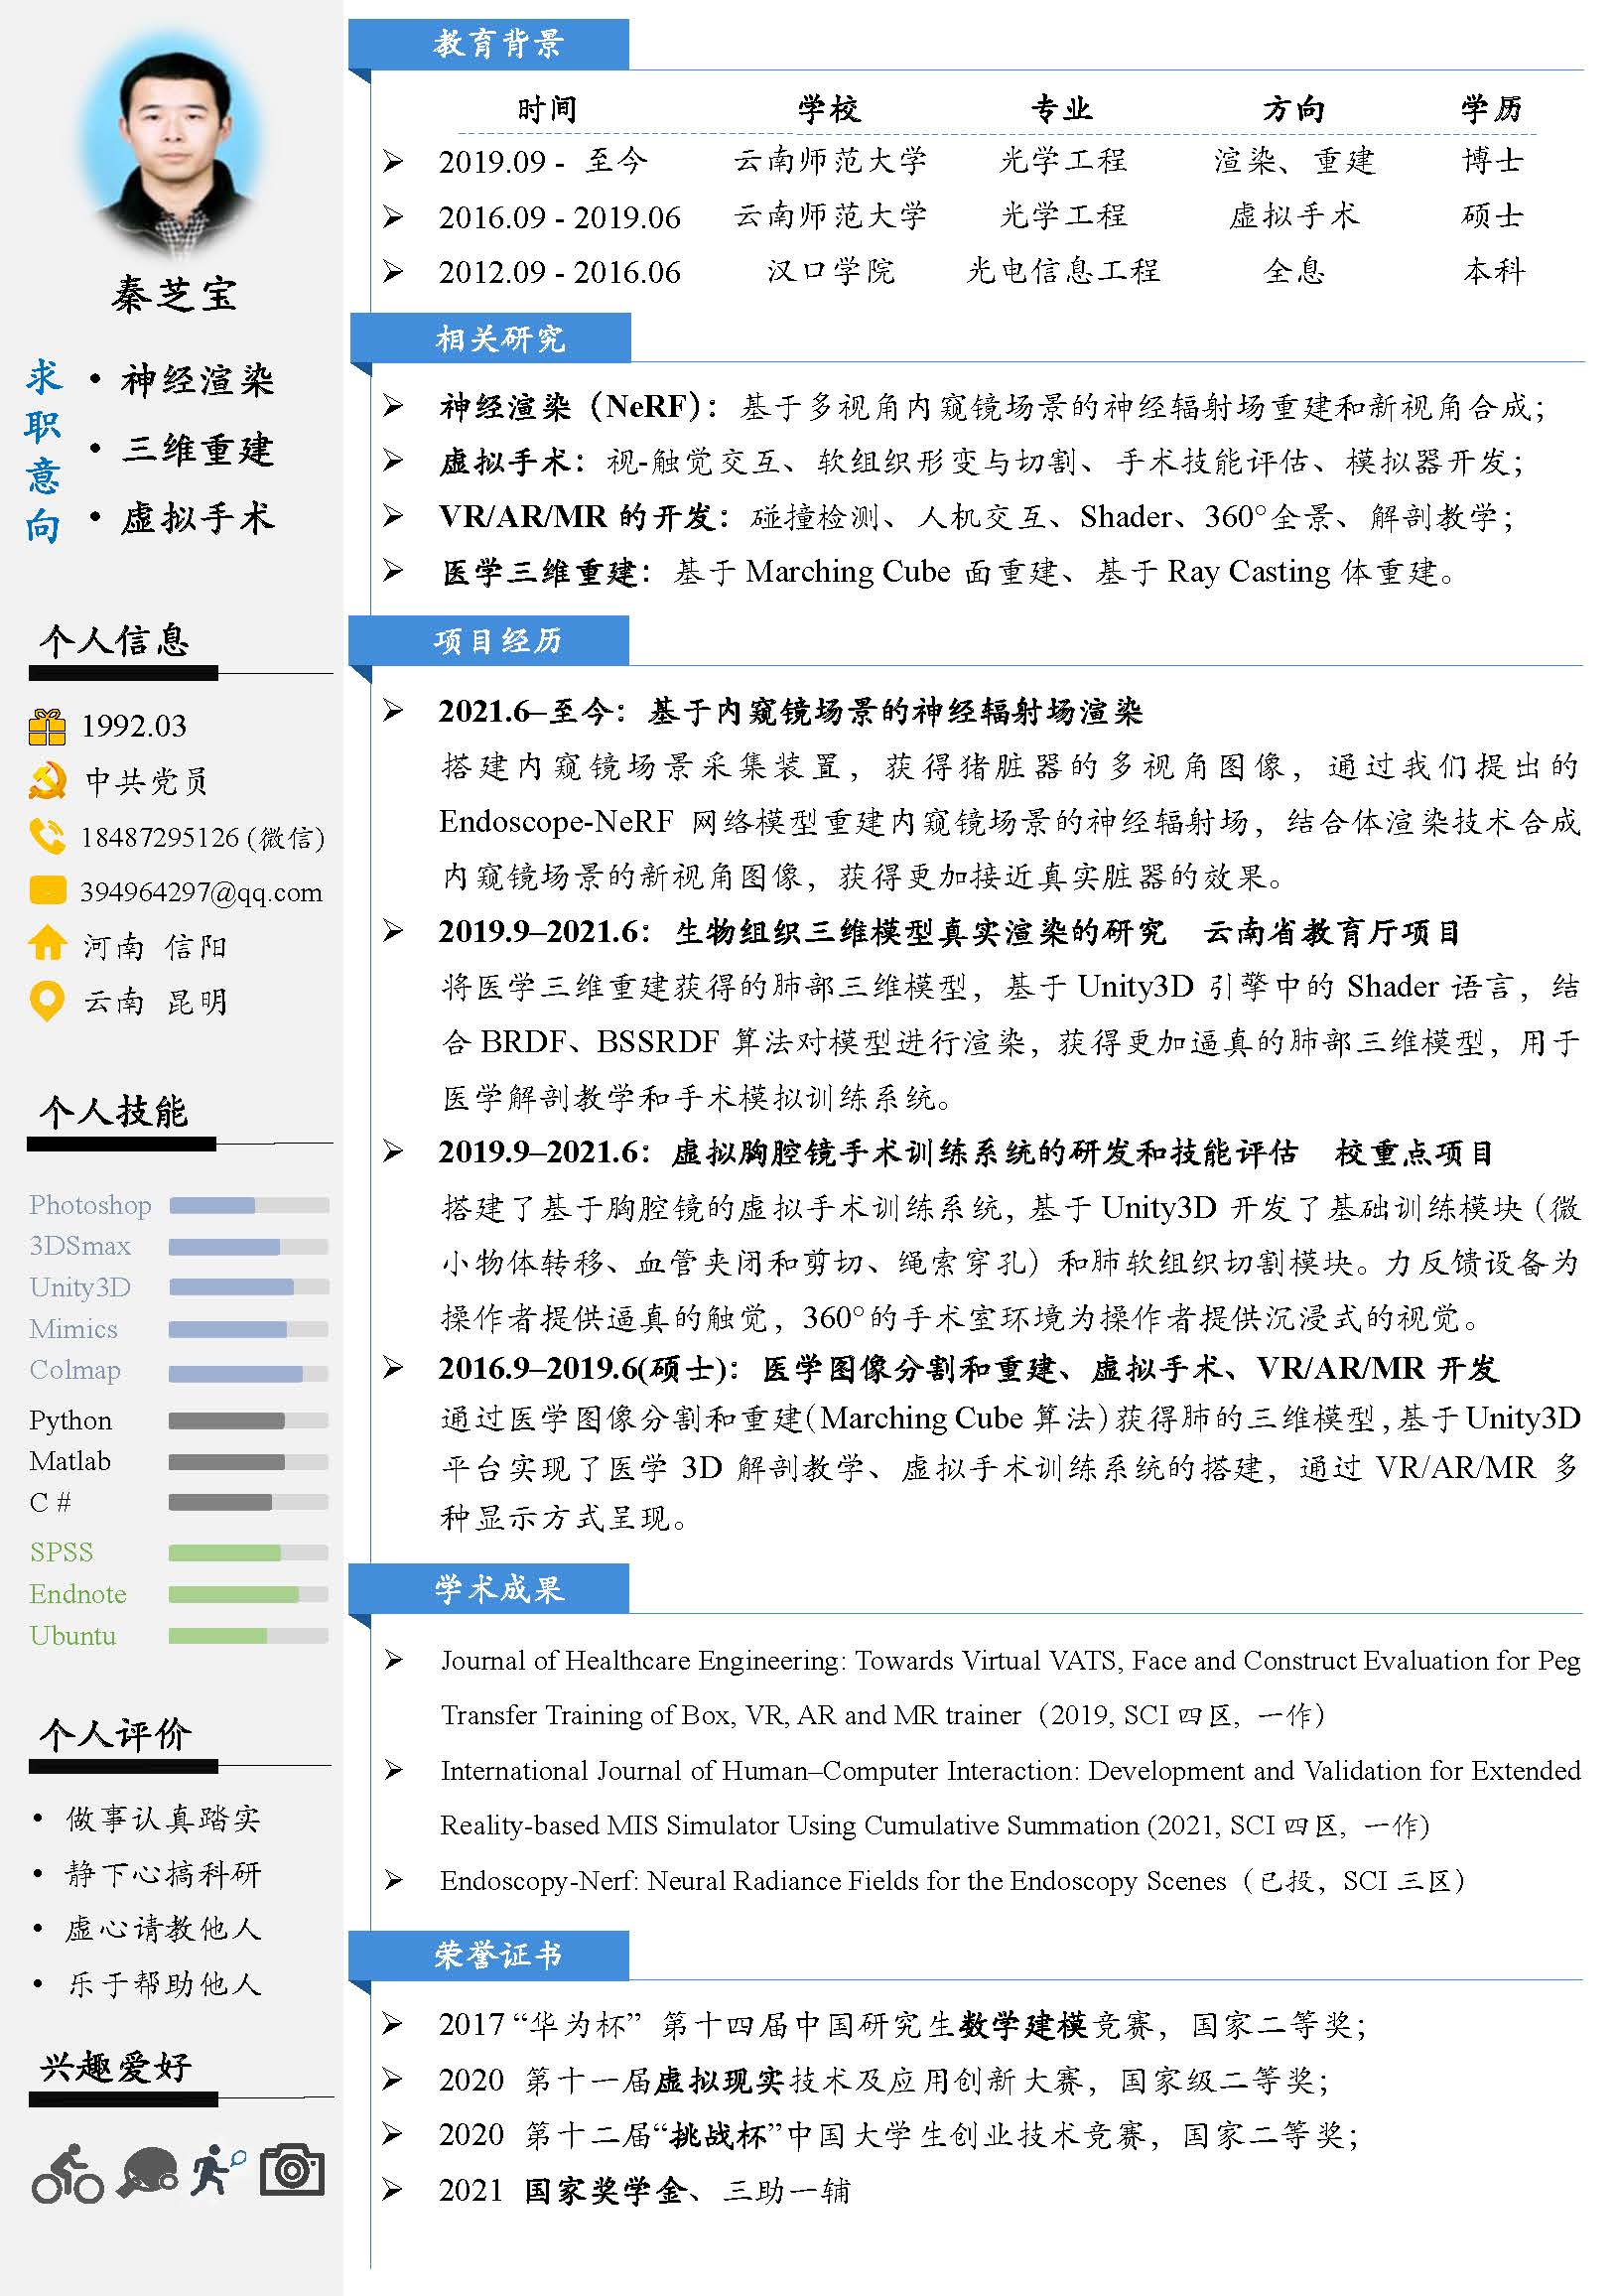 秦芝宝
求职意向
• 神经渲染
• 三维重建
• 虚拟手术
个人信息
1992.03
中共党员
18487295126 (微信)
394964297@qq.com
河南 信阳
云南 昆明
个人技能
Photoshop
3DSmax
Unity3D
Mimics
Colmap
Python
Matlab
C #
SPSS
Endnote
Ubuntu
个人评价
• 做事认真踏实
• 静下心搞科研
• 虚心请教他人
• 乐于帮助他人
兴趣爱好
教育背景
时间 学校 专业 方向 学历
➢ 2019.09 - 至今 云南师范大学 光学工程 渲染、重建 博士
➢ 2016.09 - 2019.06 云南师范大学 光学工程 虚拟手术 硕士
➢ 2012.09 - 2016.06 汉口学院 光电信息工程 全息 本科
相关研究
➢ 神经渲染（NeRF）：基于多视角内窥镜场景的神经辐射场重建和新视角合成；
➢ 虚拟手术：视-触觉交互、软组织形变与切割、手术技能评估、模拟器开发；
➢ VR/AR/MR 的开发：碰撞检测、人机交互、Shader、360°全景、解剖教学；
➢ 医学三维重建：基于 Marching Cube 面重建、基于 Ray Casting 体重建。
项目经历
➢ 2021.6–至今：基于内窥镜场景的神经辐射场渲染
搭建内窥镜场景采集装置，获得猪脏器的多视角图像，通过我们提出的
Endoscope-NeRF 网络模型重建内窥镜场景的神经辐射场，结合体渲染技术合成
内窥镜场景的新视角图像，获得更加接近真实脏器的效果。
➢ 2019.9–2021.6：生物组织三维模型真实渲染的研究 云南省教育厅项目
将医学三维重建获得的肺部三维模型，基于 Unity3D 引擎中的 Shader 语言，结
合 BRDF、BSSRDF 算法对模型进行渲染，获得更加逼真的肺部三维模型，用于
医学解剖教学和手术模拟训练系统。
➢ 2019.9–2021.6：虚拟胸腔镜手术训练系统的研发和技能评估 校重点项目
搭建了基于胸腔镜的虚拟手术训练系统，基于 Unity3D 开发了基础训练模块（微
小物体转移、血管夹闭和剪切、绳索穿孔）和肺软组织切割模块。力反馈设备为
操作者提供逼真的触觉，360°的手术室环境为操作者提供沉浸式的视觉。
➢ 2016.9–2019.6(硕士)：医学图像分割和重建、虚拟手术、VR/AR/MR 开发
通过医学图像分割和重建(Marching Cube 算法)获得肺的三维模型，基于 Unity3D
平台实现了医学 3D 解剖教学、虚拟手术训练系统的搭建，通过 VR/AR/MR 多
种显示方式呈现。
学术成果
➢ Journal of Healthcare Engineering: Towards Virtual VATS, Face and Construct Evaluation for Peg
Transfer Training of Box, VR, AR and MR trainer（2019, SCI 四区, 一作）
➢ International Journal of Human–Computer Interaction: Development and Validation for Extended
Reality-based MIS Simulator Using Cumulative Summation (2021, SCI 四区, 一作)
➢ Endoscopy-Nerf: Neural Radiance Fields for the Endoscopy Scenes（已投，SCI 三区）
荣誉证书
➢ 2017 “华为杯” 第十四届中国研究生数学建模竞赛，国家二等奖；
➢ 2020 第十一届虚拟现实技术及应用创新大赛，国家级二等奖；
➢ 2020 第十二届“挑战杯”中国大学生创业技术竞赛，国家二等奖；
➢ 2021 国家奖学金、三助一辅